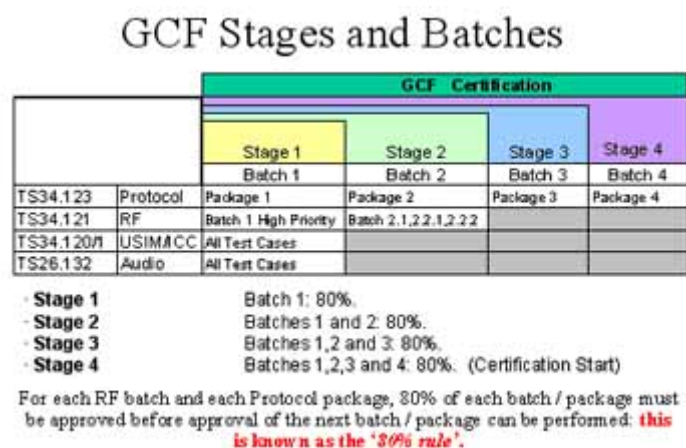 GCF Stages and Batches
GCF Certification
Stage 1 Stage 2 Stage 3 Stage 4
Batch 1 Batch 2 Batch 3 Batch 4
TS34.123 Protocol Package 1 Package 2 Package 3 Package 4
TS34.121 RF Batch 1 High Priority Batch 2.1,2.2.1,2.2.2
TS34.120/1 USIM/ICC All Test Cases
TS26.132 Audio All Test Cases
· Stage 1 Batch 1: 80%.
· Stage 2 Batches 1 and 2: 80%.
· Stage 3 Batches 1,2 and 3: 80%.
· Stage 4 Batches 1,2,3 and 4: 80%. (Certification Start)
For each RF batch and each Protocol package, 80% of each batch / package must
be approved before approval of the next batch / package can be performed: this
is known as the ‘80% rule’.